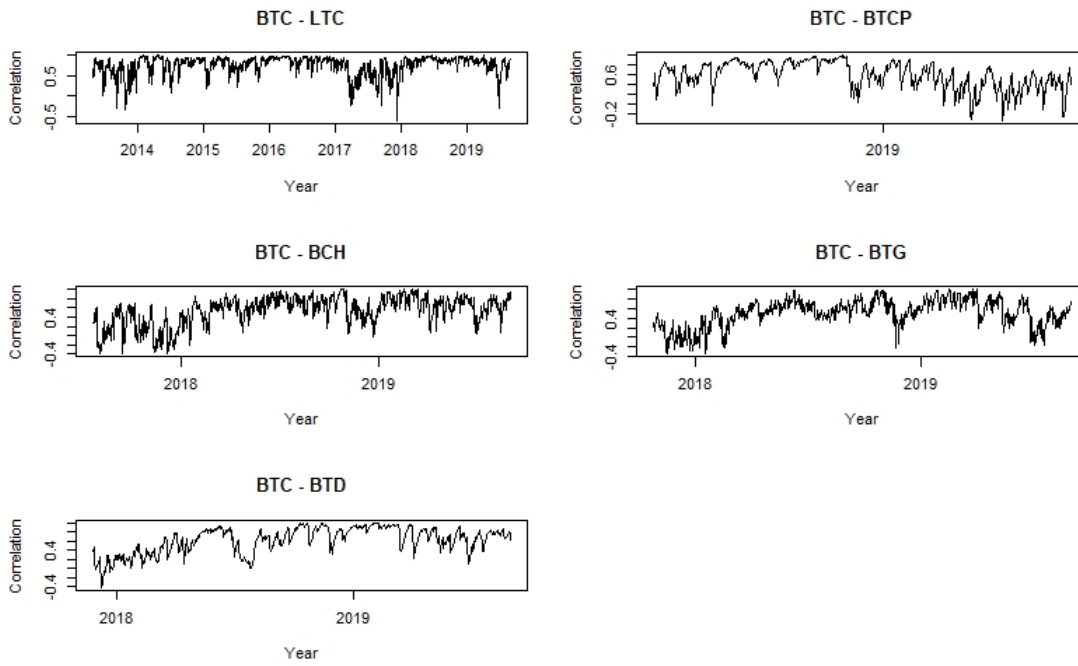 BTC - LTC
Correlation
0.5
-0.5
2014 2015 2016 2017 2018 2019
Year
BTC - BTCP
Correlation
0.6
-0.2
2019
Year
BTC - BCH
Correlation
0.4
-0.4
2018 2019
Year
BTC - BTG
Correlation
0.4
-0.4
2018 2019
Year
BTC - BTD
Correlation
0.4
-0.4
2018 2019
Year